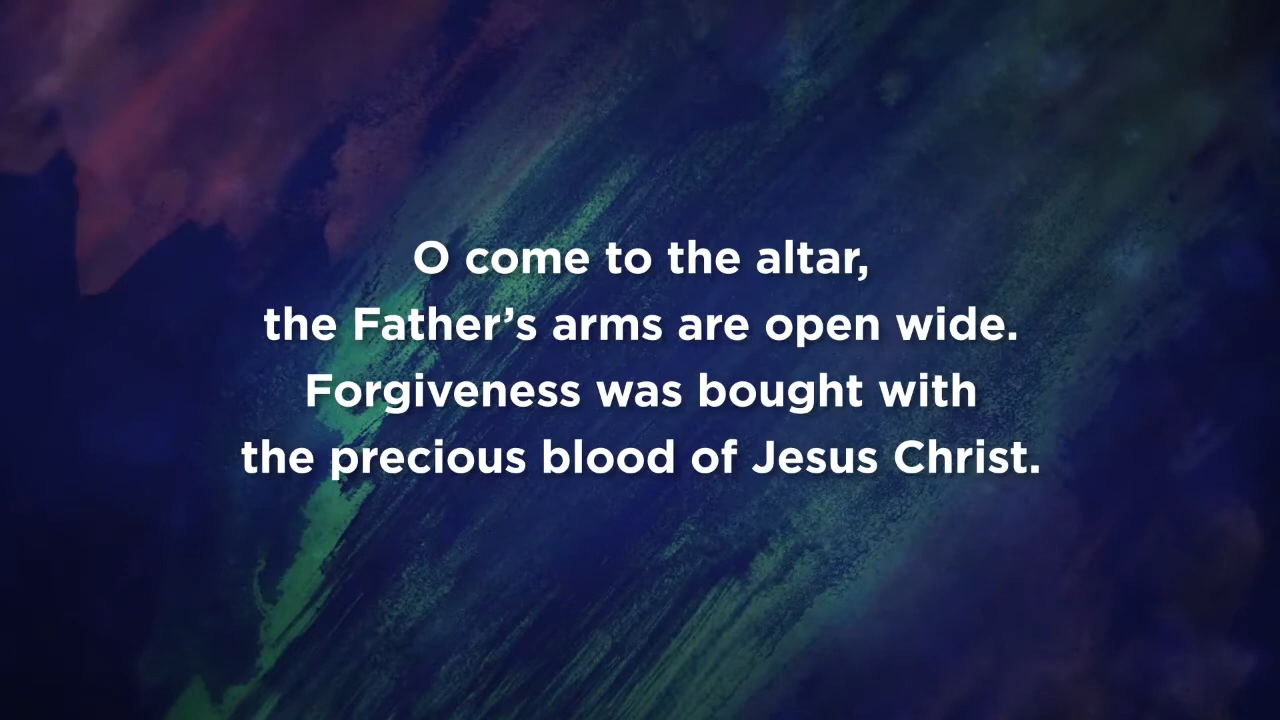 O come to the altar,
the Father’s arms are open wide.
Forgiveness was bought with
the precious blood of Jesus Christ.